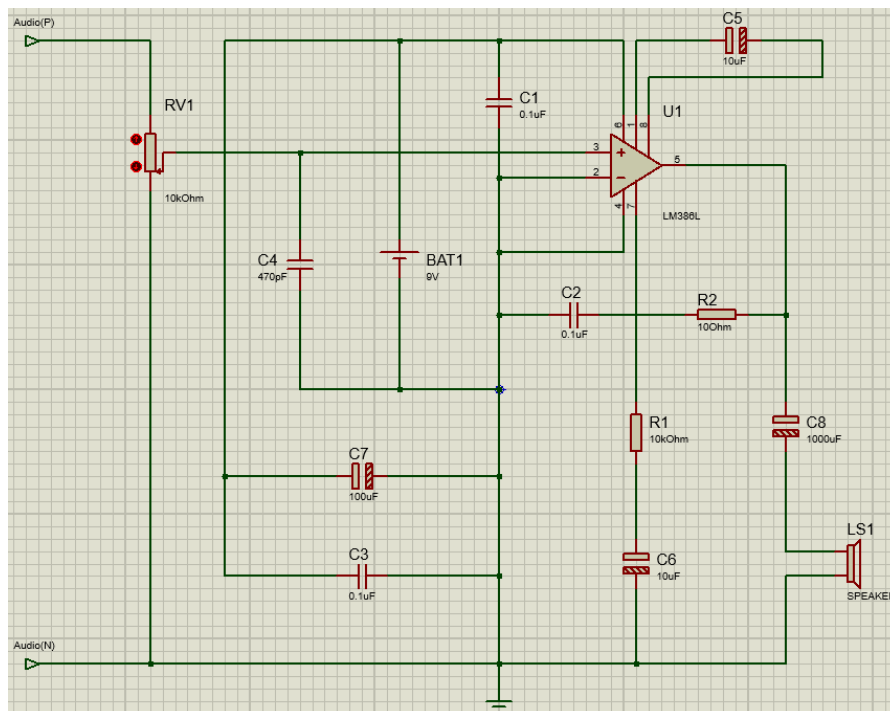 Audio(P)
RV1
10kOhm
C1
0.1uF
C5
10uF
U1
6
1
8
3
2
5
4
7
LM386L
C4
470pF
BAT1
9V
C2
0.1uF
R2
10Ohm
R1
10kOhm
C8
1000uF
C7
100uF
C3
0.1uF
C6
10uF
LS1
SPEAKER
Audio(N)